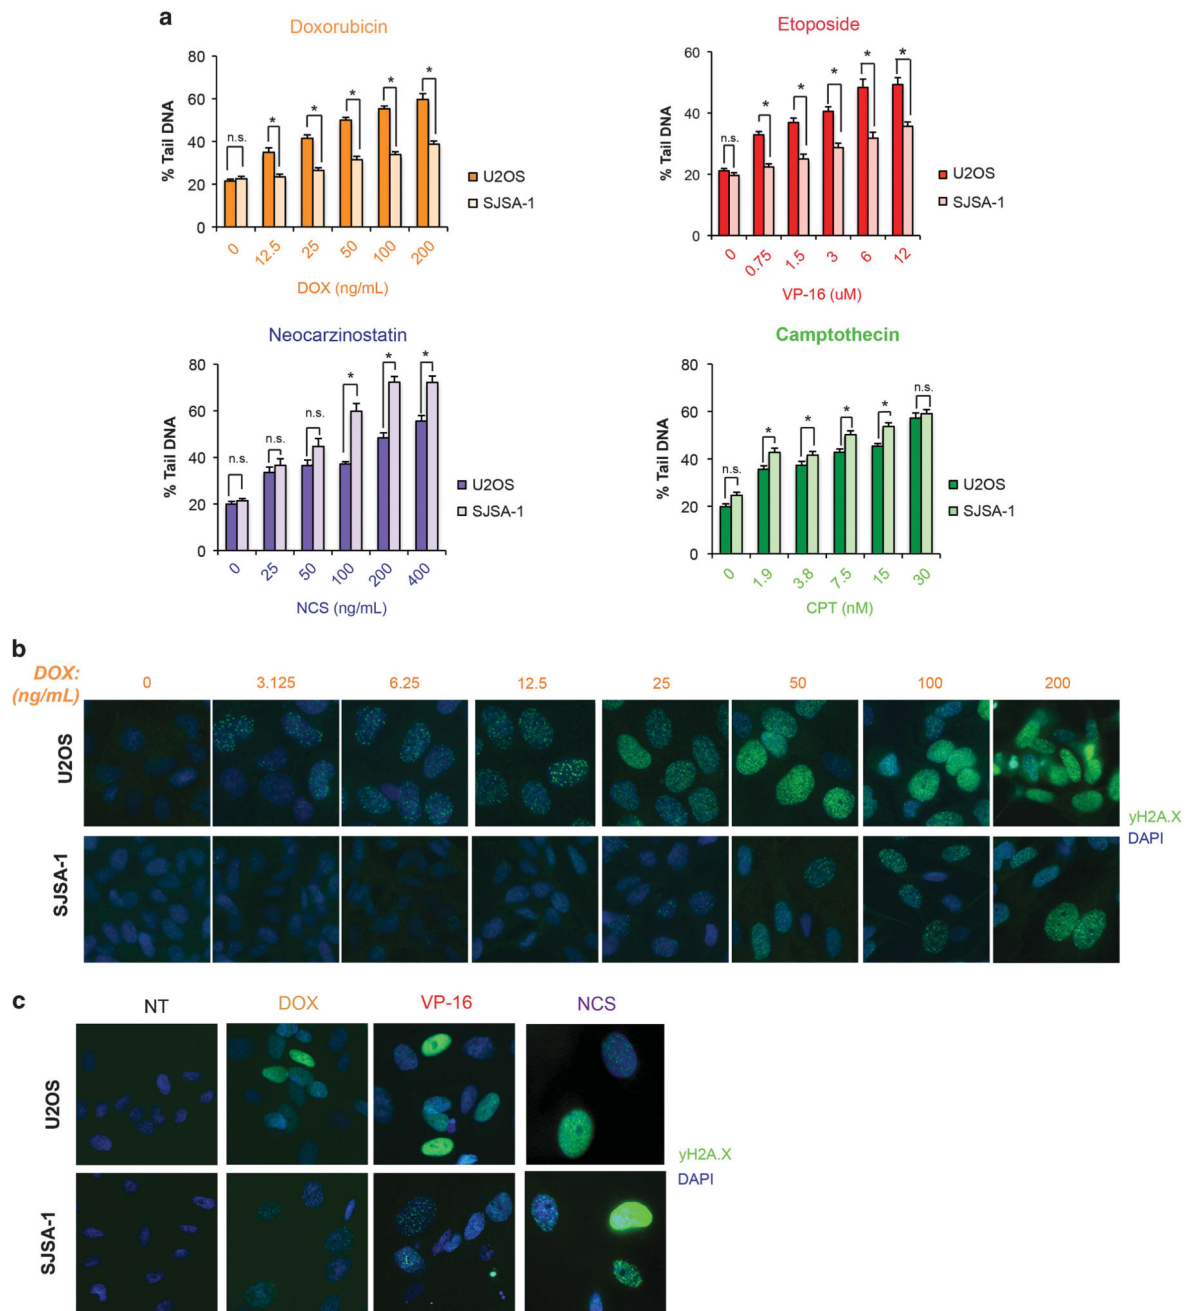 a
Doxorubicin
% Tail DNA
80
60
40
20
0
n.s.
*
*
*
*
*
0
12.5
25
50
100
200
DOX (ng/mL)
U2OS
SJSA-1
Etoposide
% Tail DNA
60
40
20
0
n.s.
*
*
*
*
*
0
0.75
1.5
3
6
12
VP-16 (uM)
U2OS
SJSA-1
Neocarzinostatin
% Tail DNA
80
60
40
20
0
n.s.
n.s.
n.s.
*
*
*
0
25
50
100
200
400
NCS (ng/mL)
U2OS
SJSA-1
Camptothecin
% Tail DNA
80
60
40
20
0
n.s.
*
*
*
*
n.s.
0
1.9
3.8
7.5
15
30
CPT (nM)
U2OS
SJSA-1
b
DOX:
(ng/mL)
0
3.125
6.25
12.5
25
50
100
200
U2OS
SJSA-1
yH2A.X
DAPI
c
NT
DOX
VP-16
NCS
U2OS
SJSA-1
yH2A.X
DAPI